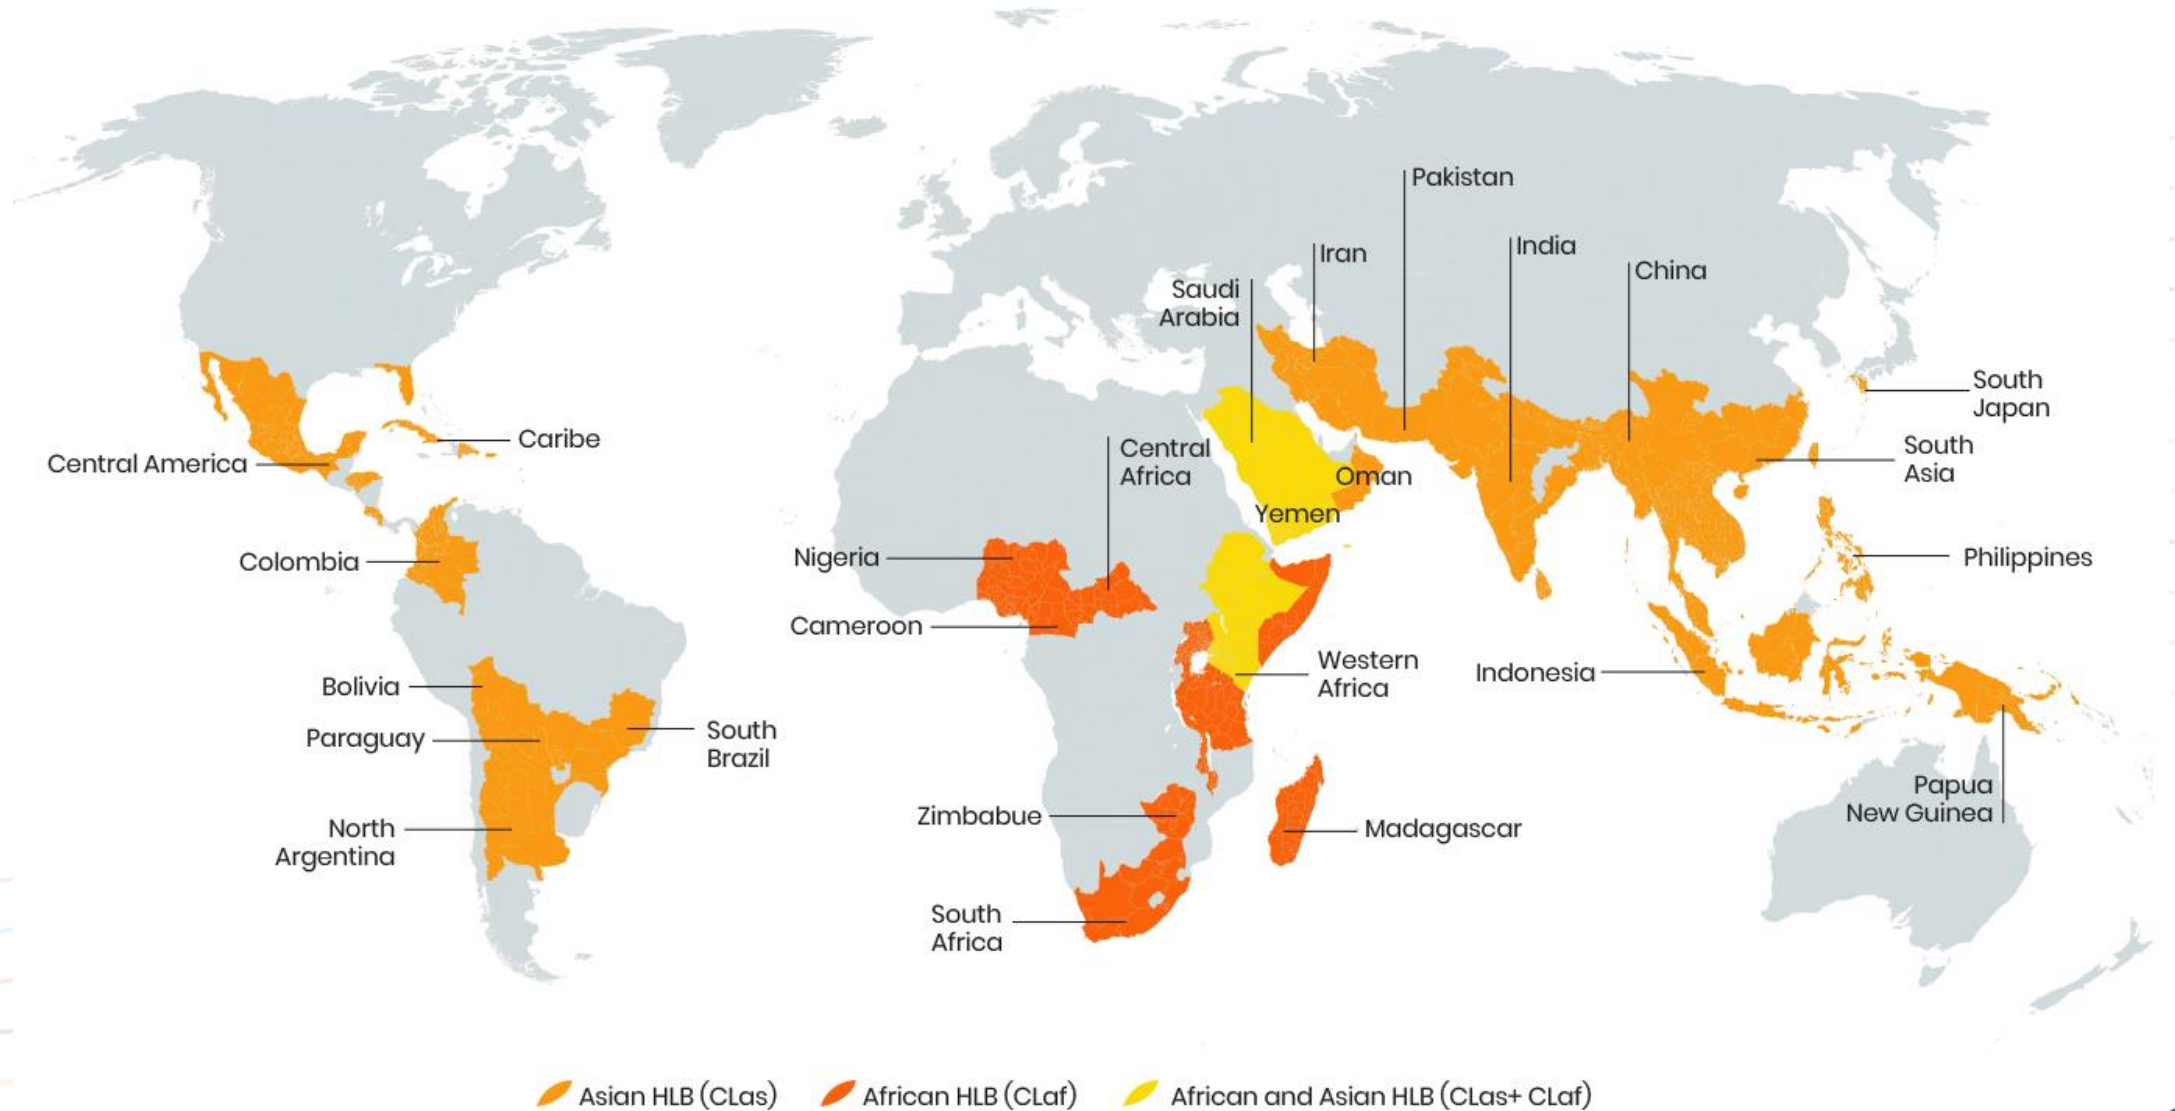 Pakistan
India
Iran
China
Saudi
Arabia
South
Japan
Caribe
Central America
Central
Africa
South
Asia
Oman
Yemen
Nigeria
Colombia
Philippines
Cameroon
Western
Africa
Indonesia
Bolivia
Paraguay
South
Brazil
Papua
New Guinea
Zimbabue
Madagascar
North
Argentina
South
Africa
Asian HLB (CLas)
African HLB (CLaf)
African and Asian HLB (CLas+ CLaf)